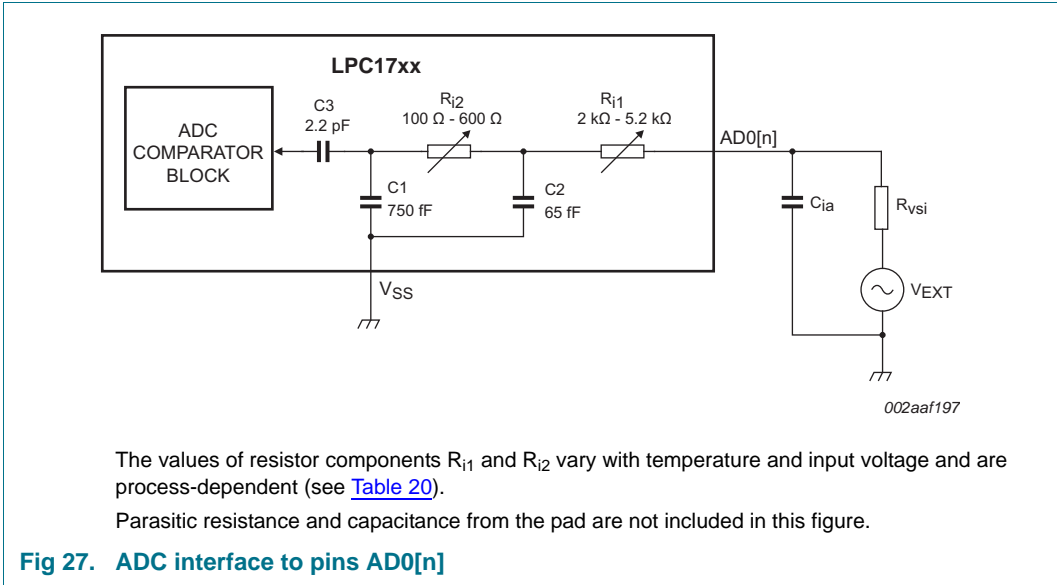 LPC17xx
ADC
COMPARATOR
BLOCK
C3
2.2 pF
Ri2
100 Ω - 600 Ω
Ri1
2 kΩ - 5.2 kΩ
AD0[n]
C1
750 fF
C2
65 fF
Cia
Rvsi
VSS
VEXT
002aaf197
The values of resistor components Ri1 and Ri2 vary with temperature and input voltage and are
process-dependent (see Table 20).
Parasitic resistance and capacitance from the pad are not included in this figure.
Fig 27. ADC interface to pins AD0[n]